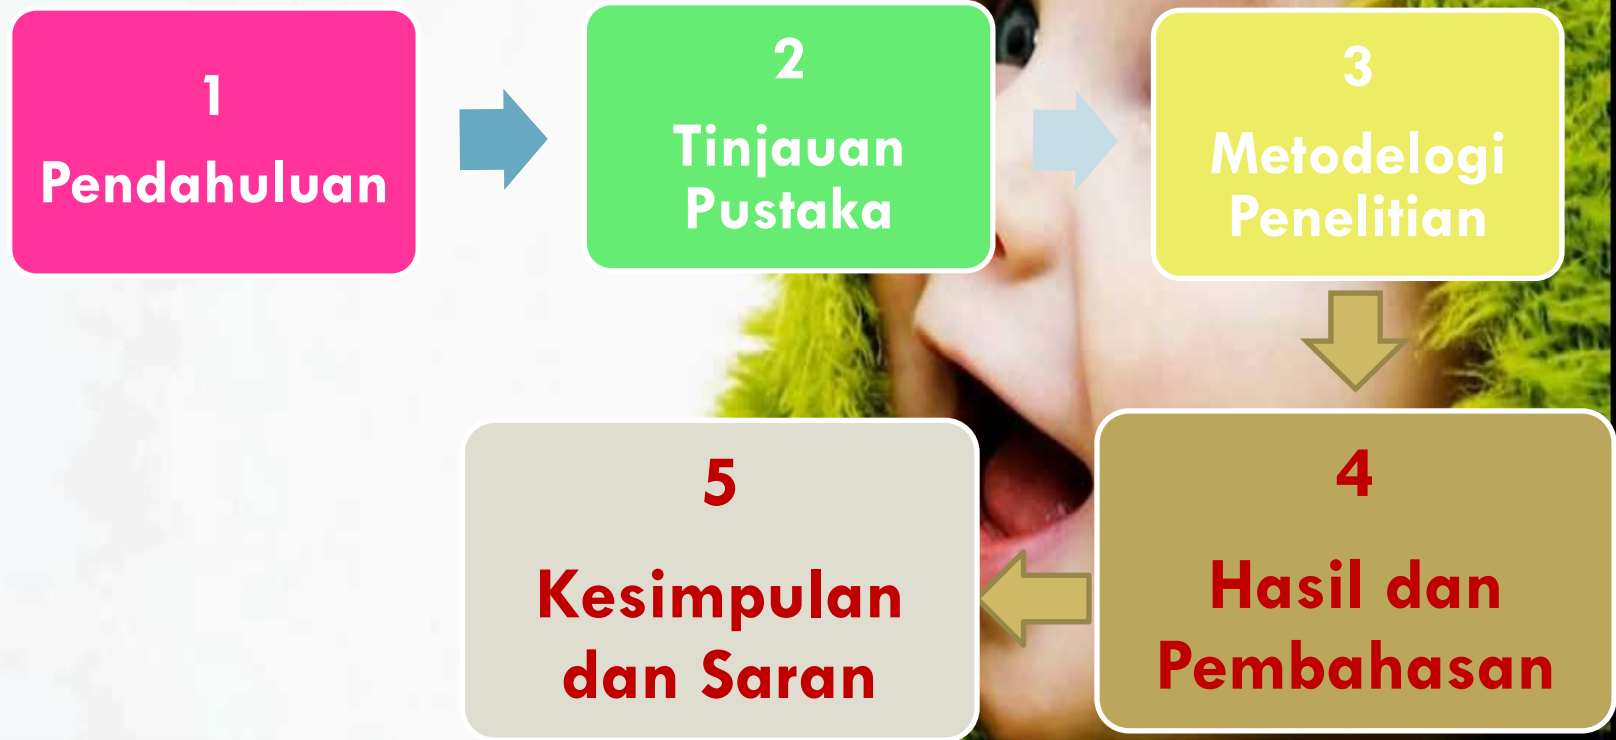 1
Pendahuluan
2
Tinjauan
Pustaka
3
Metodelogi
Penelitian
4
Hasil dan
Pembahasan
5
Kesimpulan
dan Saran